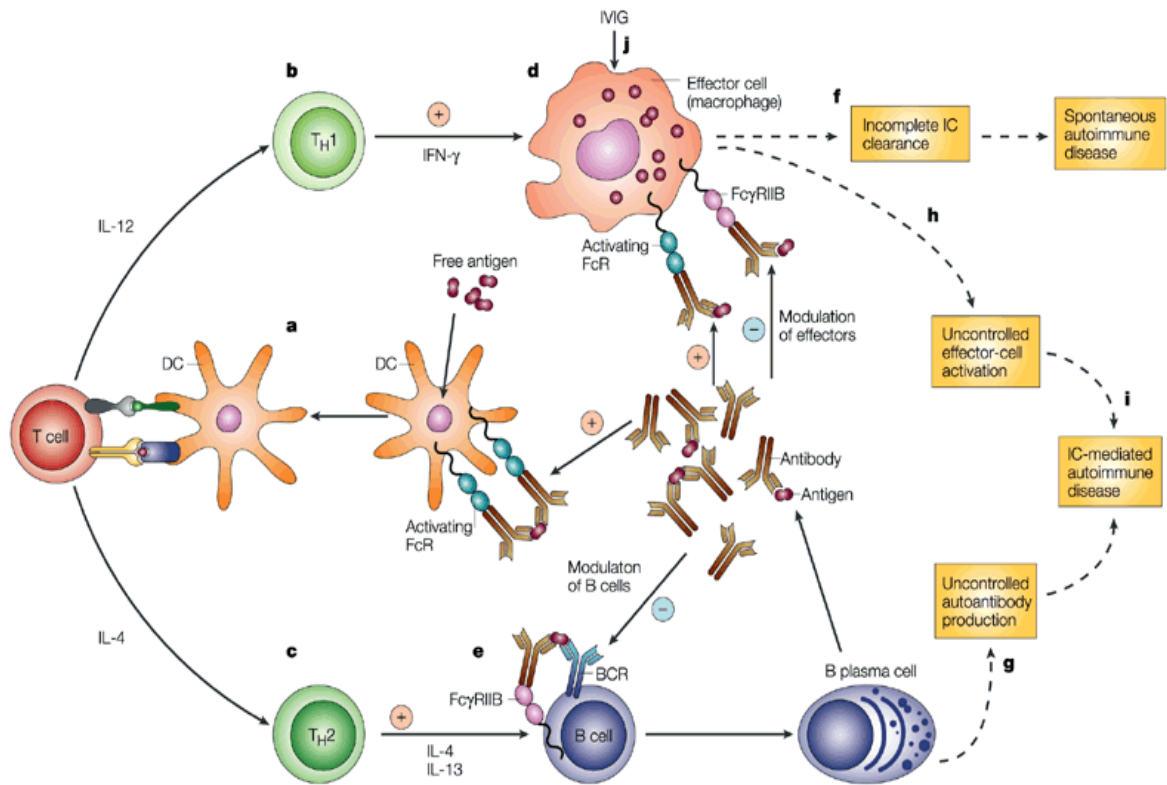 IVIG
j
b
d
Effector cell
(macrophage)
f
Incomplete IC
clearance
Spontaneous
autoimmune
disease
TH1
+
IFN-γ
FcγRIIB
h
IL-12
Activating
FcR
Free antigen
a
DC
DC
Modulation
of effectors
−
+
Uncontrolled
effector-cell
activation
i
T cell
+
Antibody
Antigen
IC-mediated
autoimmune
disease
Activating
FcR
Modulaton
of B cells
−
Uncontrolled
autoantibody
production
IL-4
c
e
BCR
B plasma cell
g
FcγRIIB
TH2
+
IL-4
IL-13
B cell